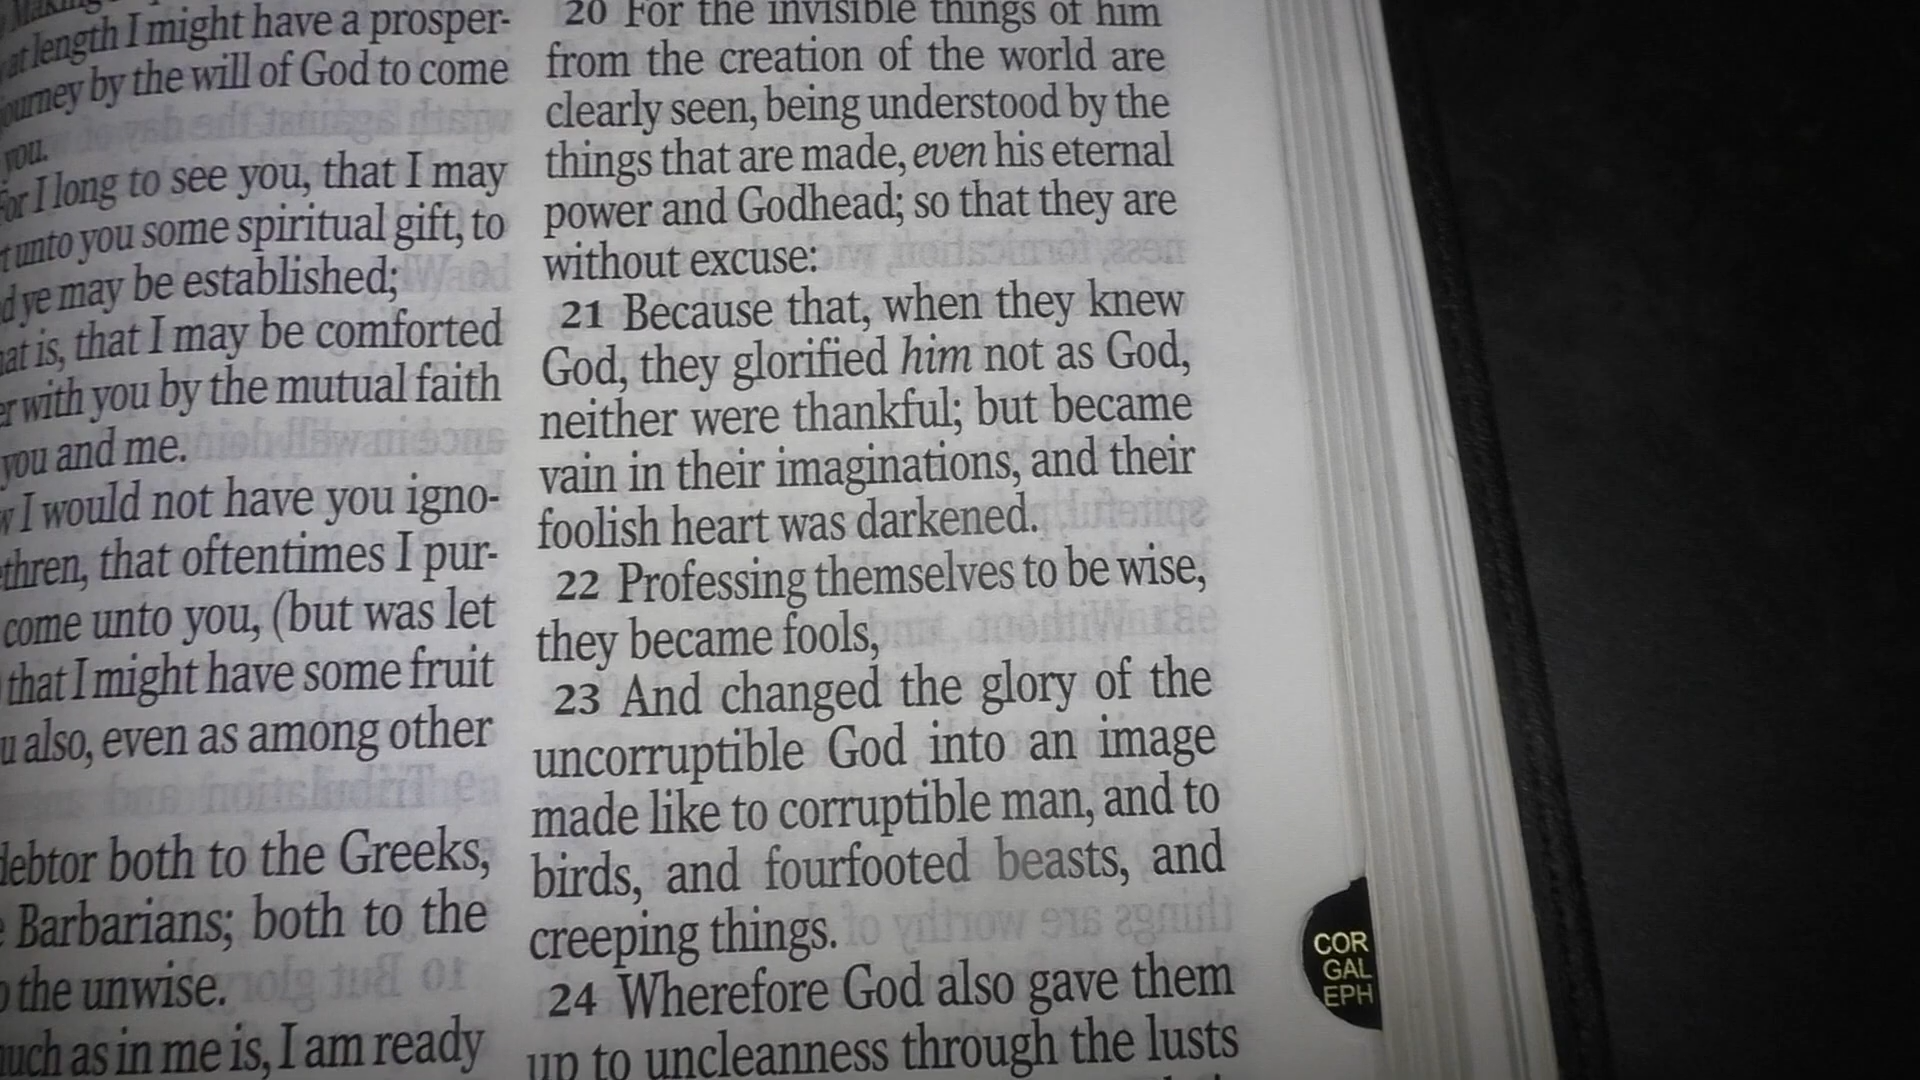 at length I might have a prosper-
journey by the will of God to come
you.
For I long to see you, that I may
unto you some spiritual gift, to
ye may be established;
that is, that I may be comforted
with you by the mutual faith
you and me.
I would not have you igno-
thren, that oftentimes I pur-
come unto you, (but was let
that I might have some fruit
also, even as among other
debtor both to the Greeks,
Barbarians; both to the
the unwise.
much as in me is, I am ready
20 For the invisible things of him
from the creation of the world are
clearly seen, being understood by the
things that are made, even his eternal
power and Godhead; so that they are
without excuse:
21 Because that, when they knew
God, they glorified him not as God,
neither were thankful; but became
vain in their imaginations, and their
foolish heart was darkened.
22 Professing themselves to be wise,
they became fools,
23 And changed the glory of the
uncorruptible God into an image
made like to corruptible man, and to
birds, and fourfooted beasts, and
creeping things.
24 Wherefore God also gave them
up to uncleanness through the lusts
COR
GAL
EPH